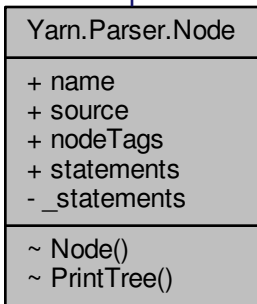 Yarn.Parser.Node
+ name
+ source
+ nodeTags
+ statements
- _statements
~ Node()
~ PrintTree()